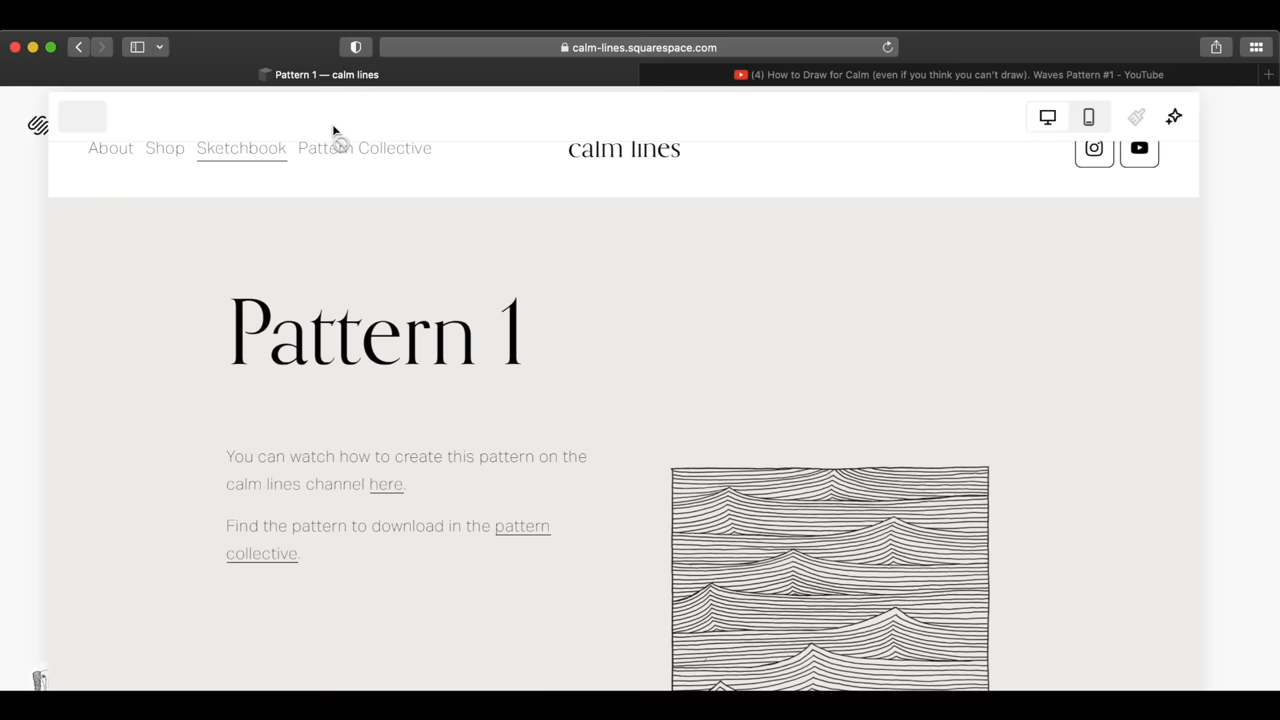 calm-lines.squarespace.com
Pattern 1 — calm lines
(4) How to Draw for Calm (even if you think you can't draw). Waves Pattern #1 - YouTube
About Shop Sketchbook Pattern Collective
calm lines
Pattern 1
You can watch how to create this pattern on the
calm lines channel here.
Find the pattern to download in the pattern
collective.